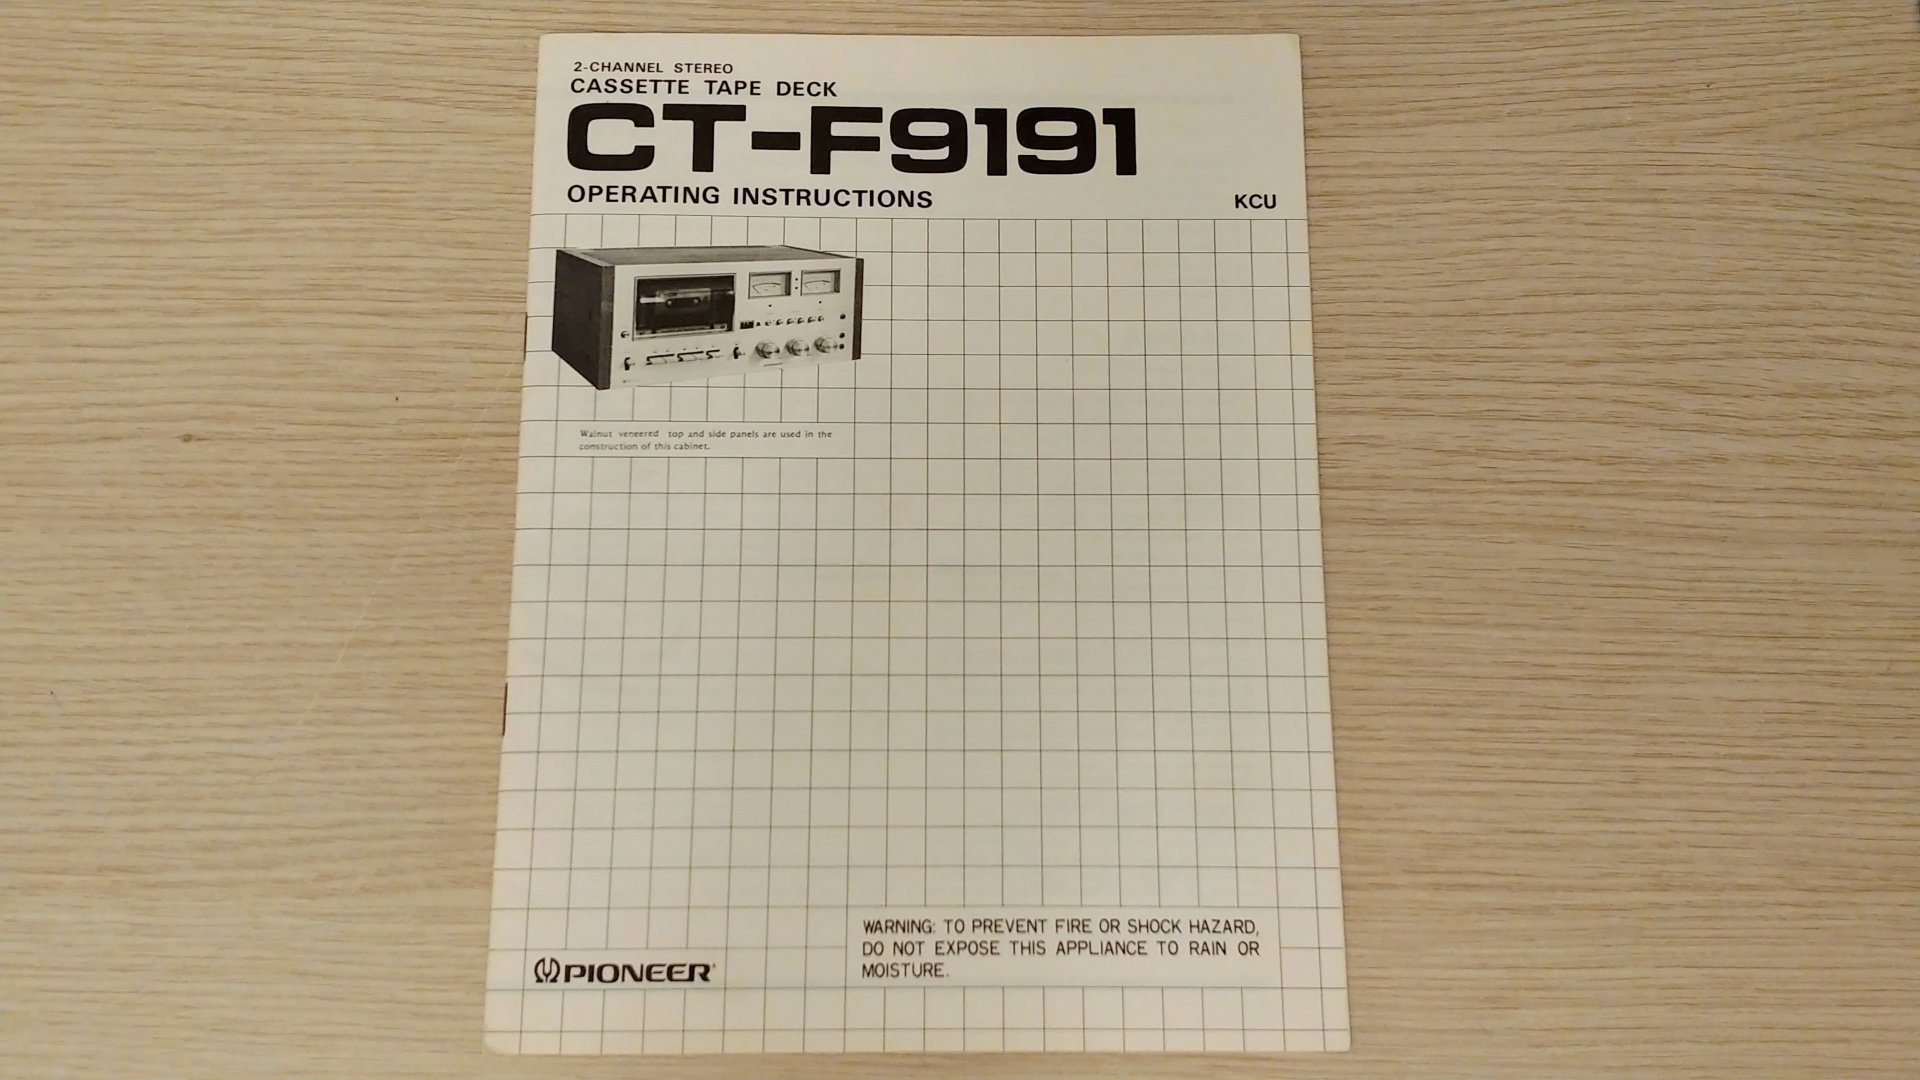 2-CHANNEL STEREO
CASSETTE TAPE DECK
CT-F9191
OPERATING INSTRUCTIONS
KCU
Walnut veneered top and side panels are used in the
construction of this cabinet.
WARNING: TO PREVENT FIRE OR SHOCK HAZARD,
DO NOT EXPOSE THIS APPLIANCE TO RAIN OR
MOISTURE.
PIONEER®